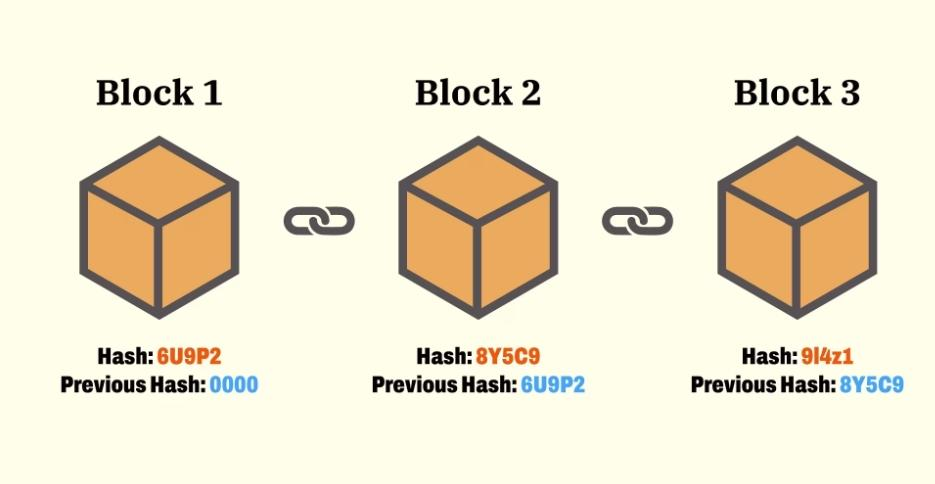 Block 1
Block 2
Block 3
Hash: 6U9P2
Previous Hash: 0000
Hash: 8Y5C9
Previous Hash: 6U9P2
Hash: 9l4z1
Previous Hash: 8Y5C9